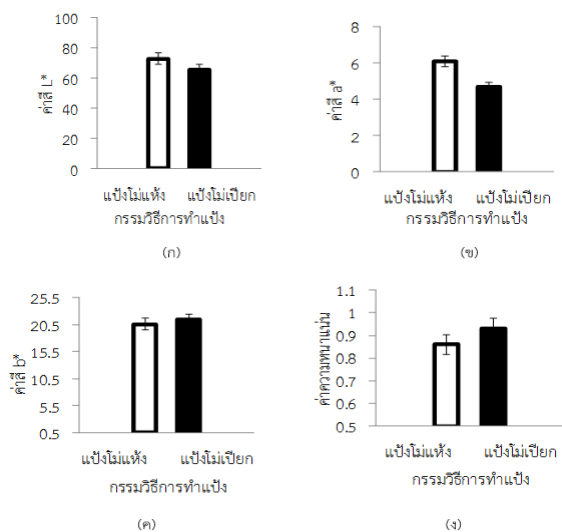 100
80
60
40
20
0
ค่าสี L*
แป้งโม่แห้ง แป้งโม่เปียก
กรรมวิธีการทำแป้ง
(ก)
8
6
4
2
0
ค่าสี a*
แป้งโม่แห้ง แป้งโม่เปียก
กรรมวิธีการทำแป้ง
(ข)
25.5
20.5
15.5
10.5
5.5
0.5
ค่าสี b*
แป้งโม่แห้ง แป้งโม่เปียก
กรรมวิธีการทำแป้ง
(ค)
1.1
1
0.9
0.8
0.7
0.6
0.5
ค่าความหนาแน่น
แป้งโม่แห้ง แป้งโม่เปียก
กรรมวิธีการทำแป้ง
(ง)